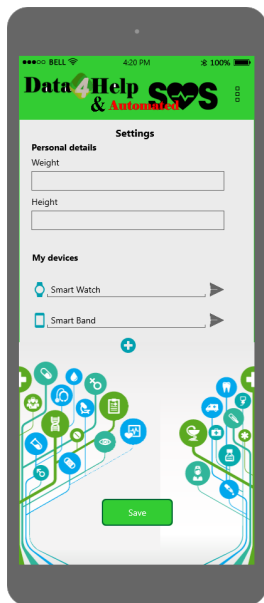 BELL 4:20 PM 100%
Data4Help
& Automated SOS
Settings
Personal details
Weight
Height
My devices
Smart Watch
Smart Band
Save